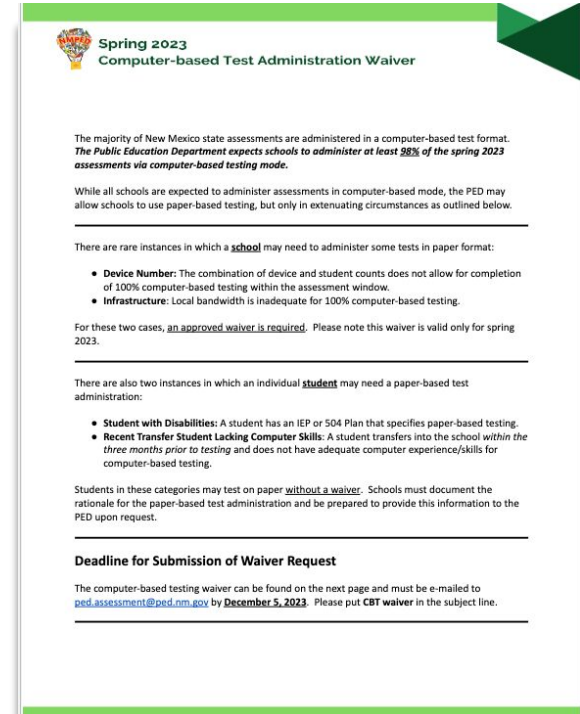 NMPED
Spring 2023
Computer-based Test Administration Waiver
The majority of New Mexico state assessments are administered in a computer-based test format.
The Public Education Department expects schools to administer at least 98% of the spring 2023
assessments via computer-based testing mode.
While all schools are expected to administer assessments in computer-based mode, the PED may
allow schools to use paper-based testing, but only in extenuating circumstances as outlined below.
There are rare instances in which a school may need to administer some tests in paper format:
● Device Number: The combination of device and student counts does not allow for completion
of 100% computer-based testing within the assessment window.
● Infrastructure: Local bandwidth is inadequate for 100% computer-based testing.
For these two cases, an approved waiver is required. Please note this waiver is valid only for spring
2023.
There are also two instances in which an individual student may need a paper-based test
administration:
● Student with Disabilities: A student has an IEP or 504 Plan that specifies paper-based testing.
● Recent Transfer Student Lacking Computer Skills: A student transfers into the school within the
three months prior to testing and does not have adequate computer experience/skills for
computer-based testing.
Students in these categories may test on paper without a waiver. Schools must document the
rationale for the paper-based test administration and be prepared to provide this information to the
PED upon request.
Deadline for Submission of Waiver Request
The computer-based testing waiver can be found on the next page and must be e-mailed to
ped.assessment@ped.nm.gov by December 5, 2023. Please put CBT waiver in the subject line.